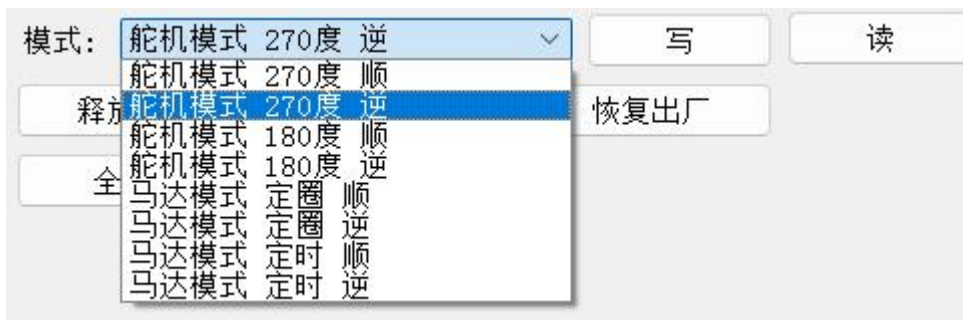 模式: 舵机模式 270度 逆 写 读
舵机模式 270度 顺
释放 舵机模式 270度 逆 恢复出厂
舵机模式 180度 顺
舵机模式 180度 逆
全 马达模式 定圈 顺
马达模式 定圈 逆
马达模式 定时 顺
马达模式 定时 逆